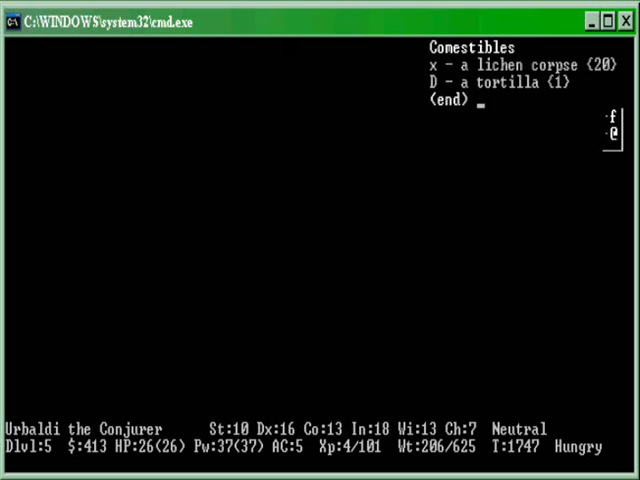 C:\WINDOWS\system32\cmd.exe
Comestibles
x - a lichen corpse {20}
D - a tortilla {1}
(end) _
·f
·@
Urbaldi the Conjurer St:10 Dx:16 Co:13 In:18 Wi:13 Ch:7 Neutral
Dlvl:5 $:413 HP:26(26) Pw:37(37) AC:5 Xp:4/101 Wt:206/625 T:1747 Hungry